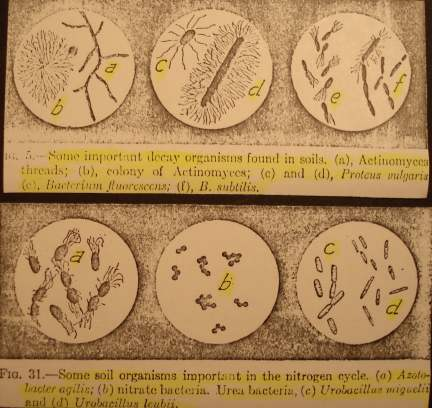 a
b
c
d
e
f
5.—Some important decay organisms found in soils. (a), Actinomyces
threads; (b), colony of Actinomyces; (c) and (d), Proteus vulgaris
(e), Bacterium fluorescens; (f), B. subtilis.
a
b
c
d
FIG. 31.—Some soil organisms important in the nitrogen cycle. (a) Azoto-
bacter agilis; (b) nitrate bacteria. Urea bacteria, (c) Urobacillus miquelii
and (d) Urobacillus leubii.